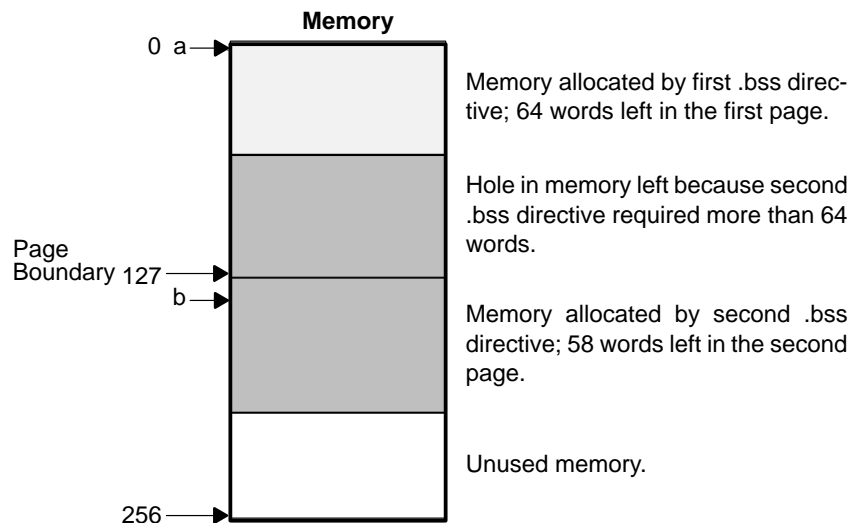 Memory
0 a
Memory allocated by first .bss direc-
tive; 64 words left in the first page.
Hole in memory left because second
.bss directive required more than 64
words.
Page
Boundary 127
b
Memory allocated by second .bss
directive; 58 words left in the second
page.
Unused memory.
256